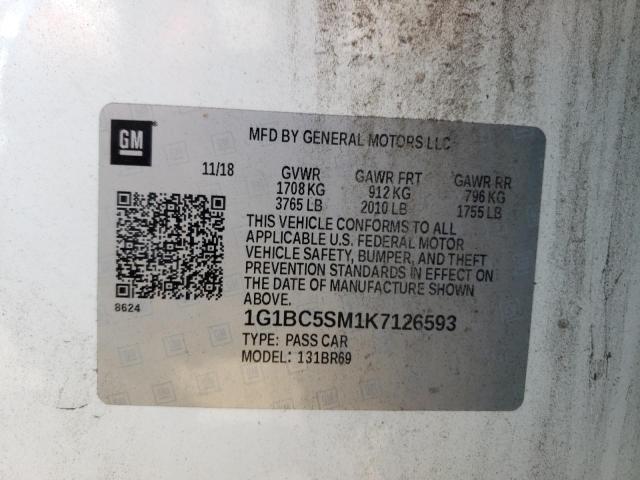 GM
MFD BY GENERAL MOTORS LLC
11/18 GVWR GAWR FRT GAWR RR
1708 KG 912 KG 796 KG
3765 LB 2010 LB 1755 LB
THIS VEHICLE CONFORMS TO ALL
APPLICABLE U.S. FEDERAL MOTOR
VEHICLE SAFETY, BUMPER, AND THEFT
PREVENTION STANDARDS IN EFFECT ON
THE DATE OF MANUFACTURE SHOWN
ABOVE.
8624
1G1BC5SM1K7126593
TYPE: PASS CAR
MODEL: 131BR69